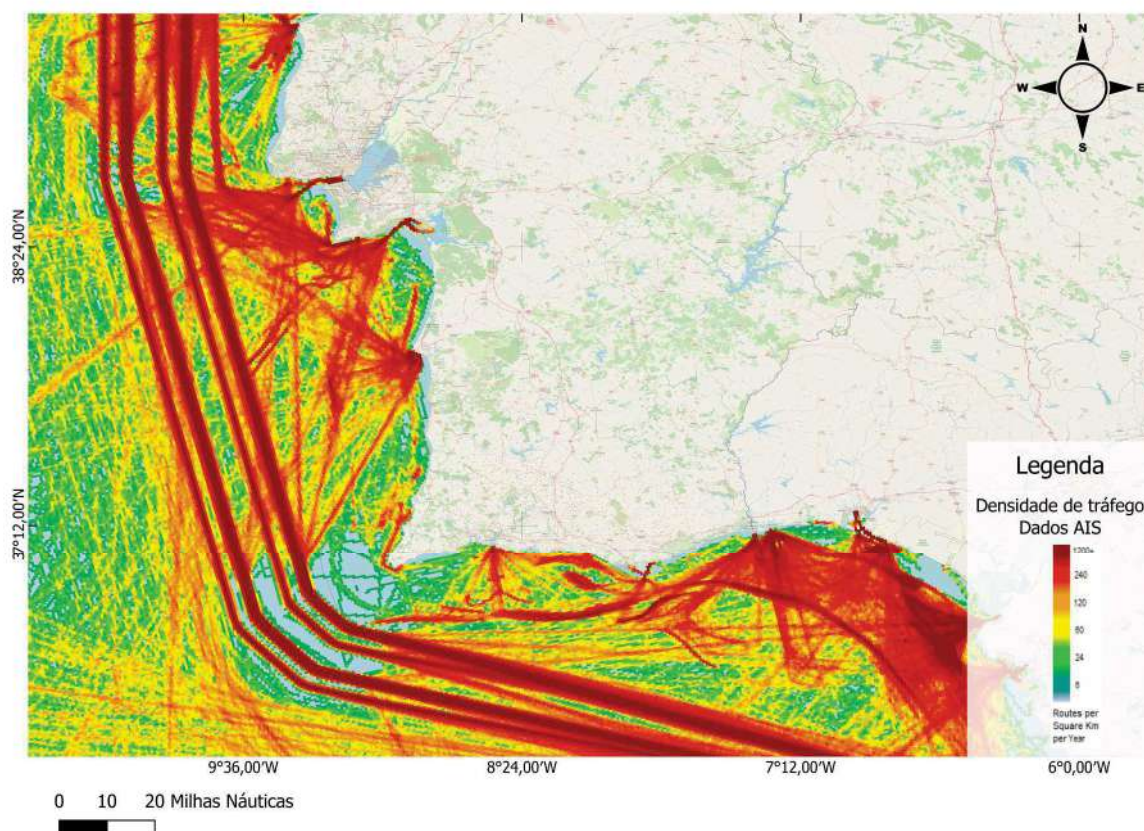 N
W E
S
38°24,00'N
37°12,00'N
Legenda
Densidade de tráfego
Dados AIS
1200+
240
120
60
24
6
Routes per
Square Km
per Year
9°36,00'W 8°24,00'W 7°12,00'W 6°0,00'W
0 10 20 Milhas Náuticas